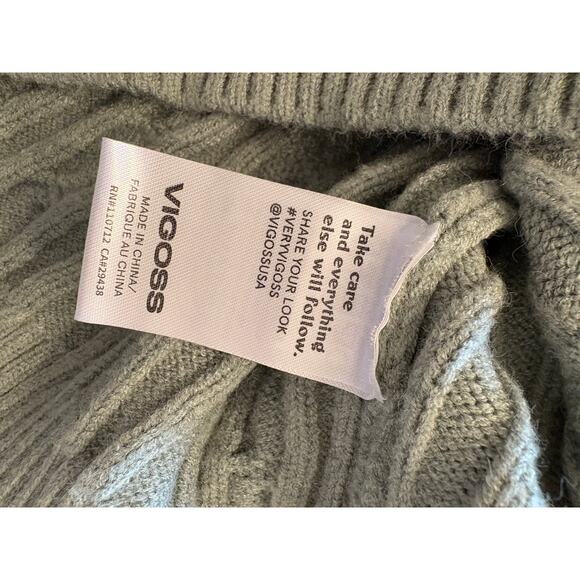 Take care
and everything
else will follow.
SHARE YOUR LOOK
#VERYVIGOSS
@VIGOSSUSA
VIGOSS
MADE IN CHINA/
FABRIQUE AU CHINA
RN#110712 CA#29438